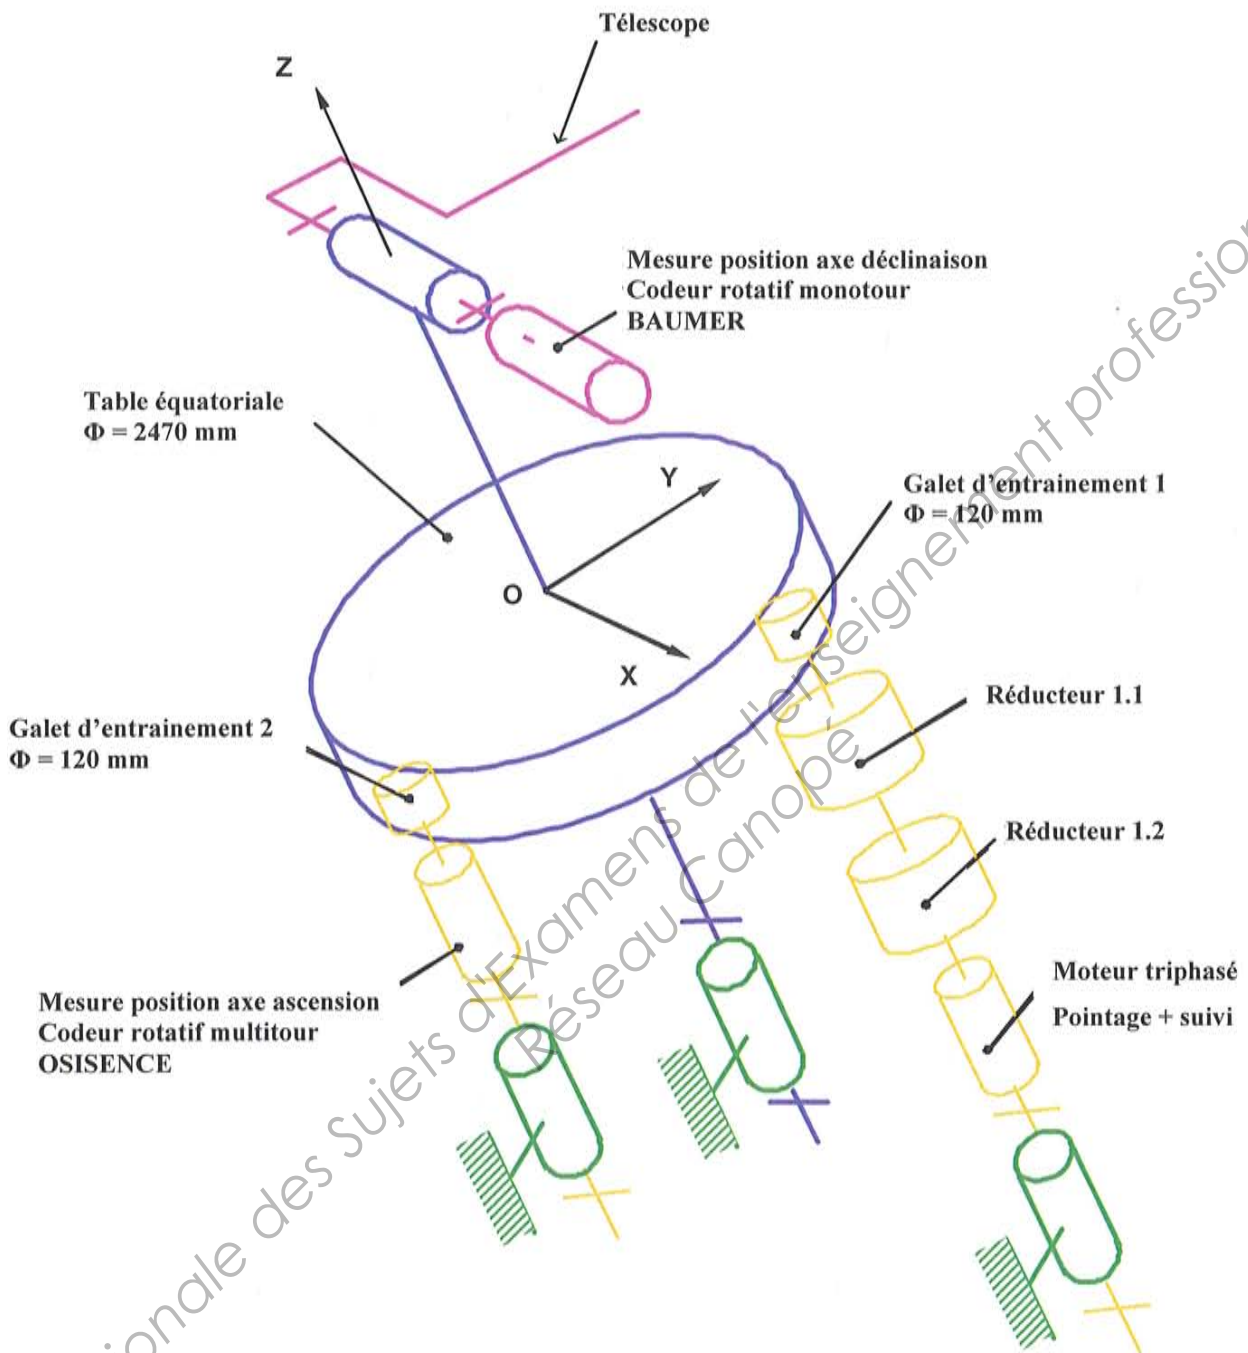 Télescope
Z
Mesure position axe déclinaison
Codeur rotatif monotour
BAUMER
Table équatoriale
Φ = 2470 mm
Y
Galet d'entrainement 1
Φ = 120 mm
O
X
Réducteur 1.1
Galet d'entrainement 2
Φ = 120 mm
Réducteur 1.2
Moteur triphasé
Pointage + suivi
Mesure position axe ascension
Codeur rotatif multitour
OSISENCE
ionale des Sujets d'Examens de l'enseignement profession
Réseau Canopé